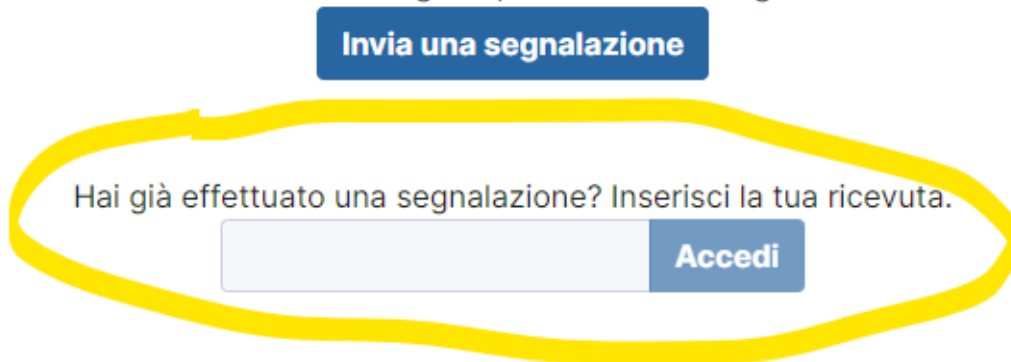 Invia una segnalazione
Hai già effettuato una segnalazione? Inserisci la tua ricevuta.
Accedi